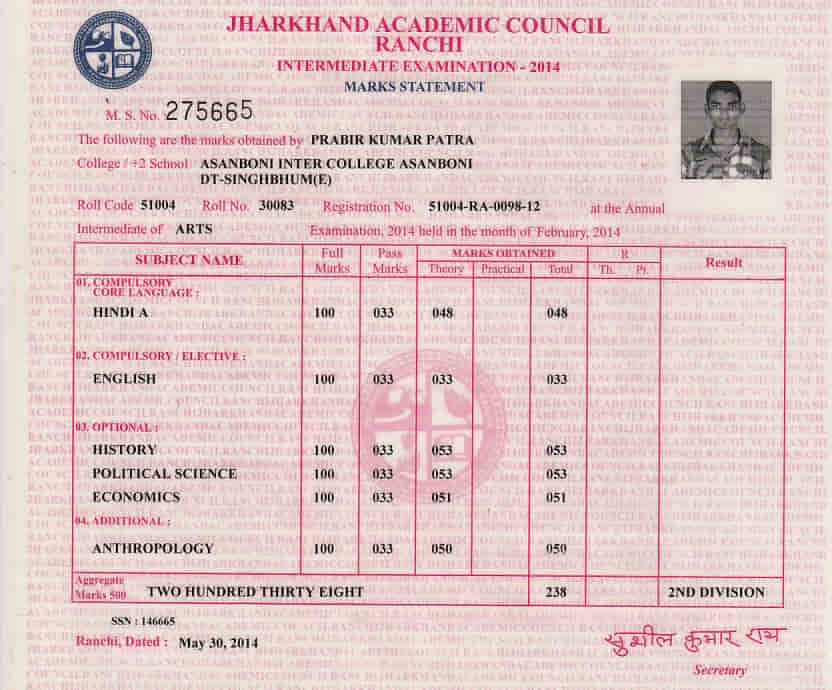 JHARKHAND ACADEMIC COUNCIL
RANCHI
INTERMEDIATE EXAMINATION - 2014
MARKS STATEMENT
M. S. No. 275665
The following are the marks obtained by PRABIR KUMAR PATRA
College / +2 School ASANBONI INTER COLLEGE ASANBONI
DT-SINGHBHUM(E)
Roll Code 51004 Roll No. 30083 Registration No. 51004-RA-0098-12 at the Annual
Intermediate of ARTS Examination, 2014 held in the month of February, 2014
SUBJECT NAME Full Marks Pass Marks MARKS OBTAINED R Result
Theory Practical Total Th. Pr.
01. COMPULSORY
CORE LANGUAGE :
HINDI A 100 033 048 048
02. COMPULSORY / ELECTIVE :
ENGLISH 100 033 033 033
03. OPTIONAL :
HISTORY 100 033 053 053
POLITICAL SCIENCE 100 033 053 053
ECONOMICS 100 033 051 051
04. ADDITIONAL :
ANTHROPOLOGY 100 033 050 050
Aggregate
Marks 500 TWO HUNDRED THIRTY EIGHT 238 2ND DIVISION
SSN : 146665
Ranchi, Dated : May 30, 2014
सुशील कुमार राय
Secretary